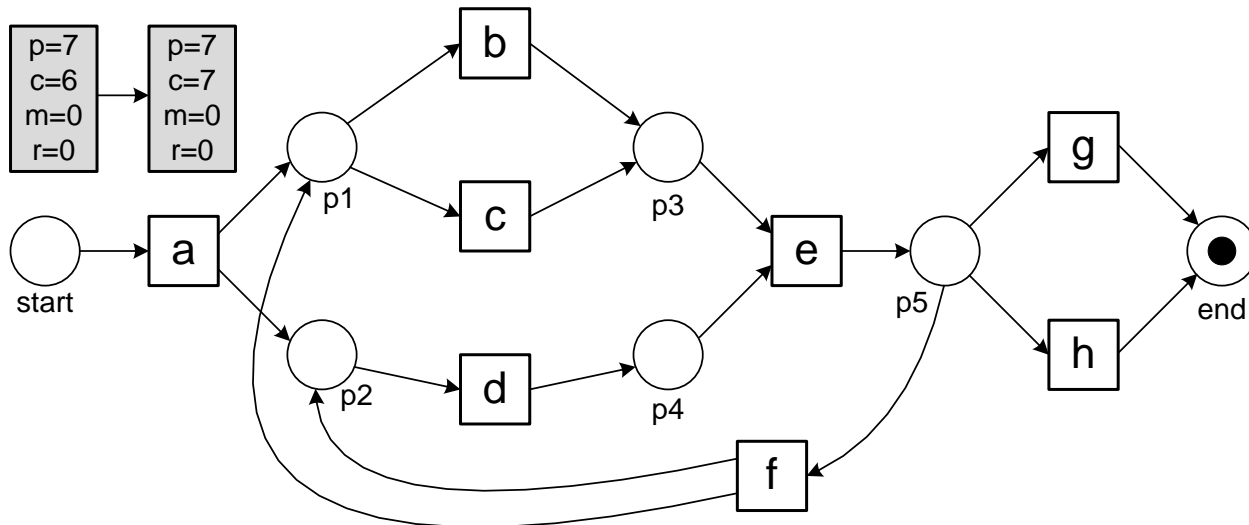 p=7
c=6
m=0
r=0
p=7
c=7
m=0
r=0
start
a
p1
p2
b
c
d
p3
p4
e
p5
f
g
h
end